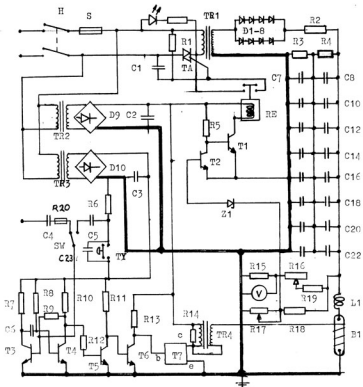 H S TR1 D1-8 R2
R1 R3 R4
TA
C1 C7 C8
C10
D9 C2 RE C12
TR2 R5
T1 C14
D10 T2 C16
TR3 C3 C18
R6 Z1 C20
R20 C22
C4 C5 TY
SW C23 R15 R16
V R19
R7 R8 R10 R11 R13 R14 TR4 R17 R18 L1
R9 c B1
C6 R12
T3 T4 T5 T6 b T7
e